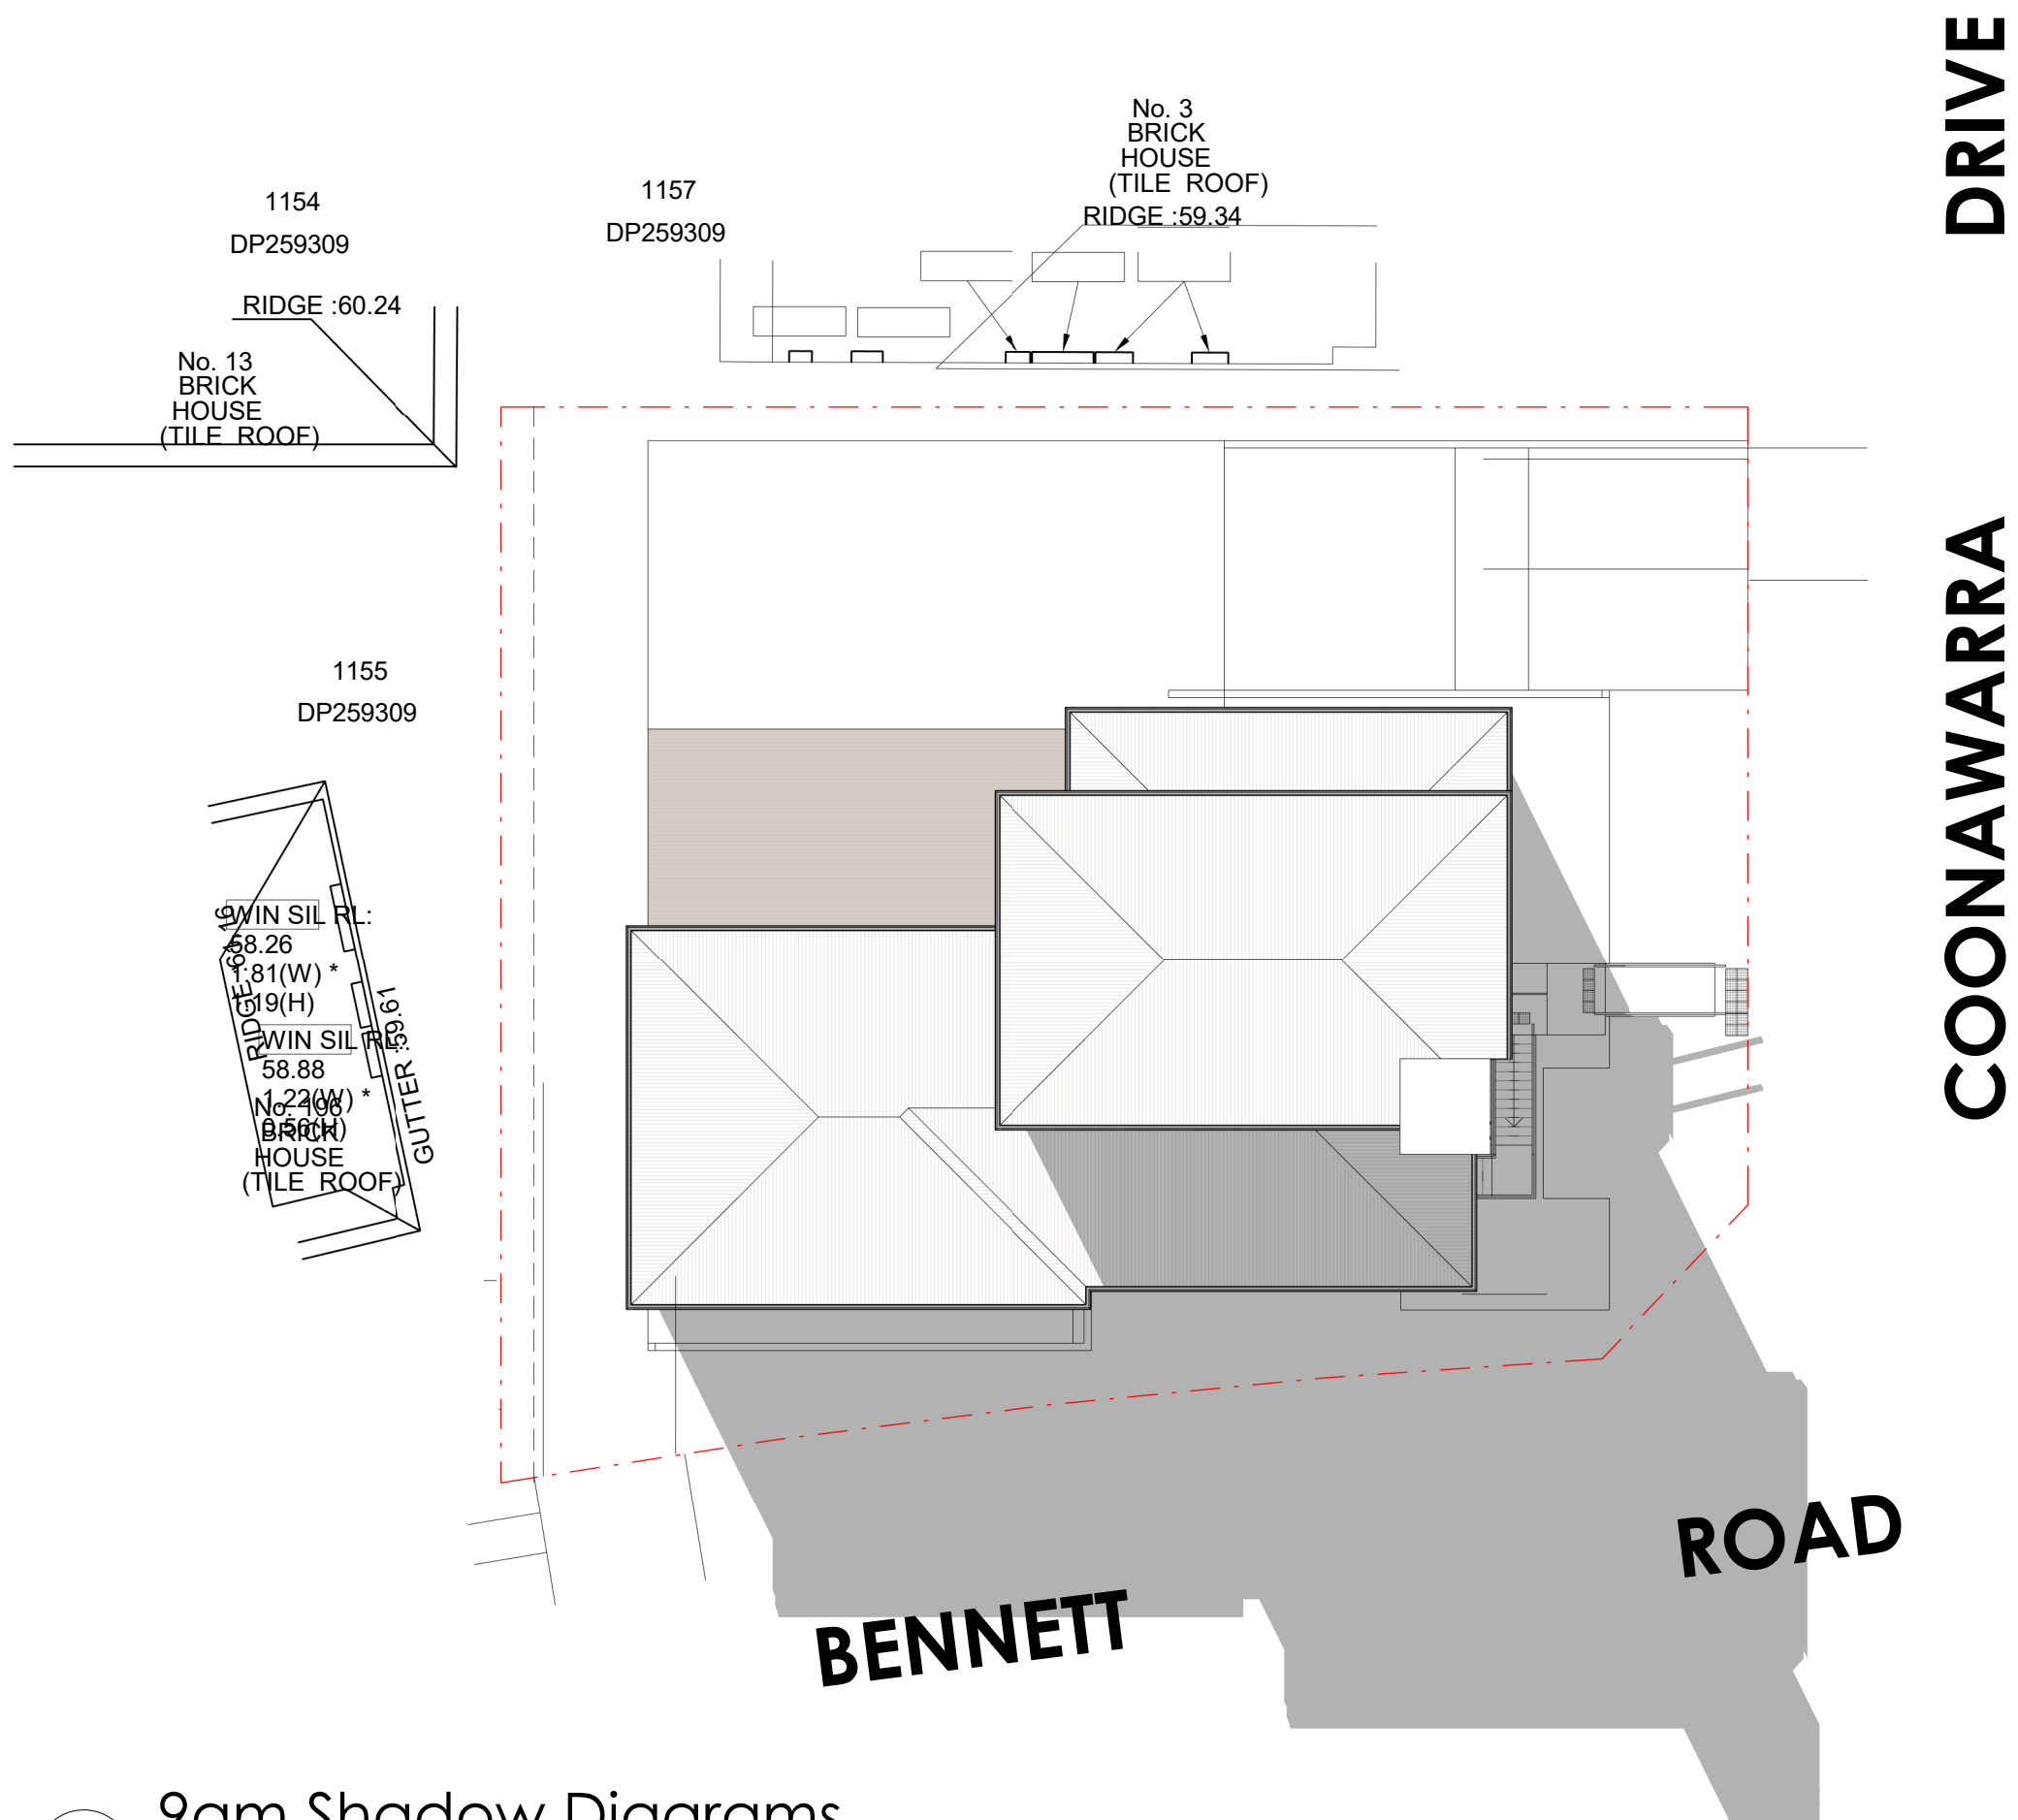 No. 3
BRICK
HOUSE
(TILE ROOF)
RIDGE :59.34
1154
DP259309
1157
DP259309
RIDGE :60.24
No. 13
BRICK
HOUSE
(TILE ROOF)
1155
DP259309
WIN SIL RL:
58.26
1.81(W) *
1.19(H)
RIDGE 61.16
WIN SIL RL:
58.88
1.22(W) *
0.56(H)
GUTTER :59.61
No. 106
BRICK
HOUSE
(TILE ROOF)
COONAWARRA DRIVE
BENNETT ROAD
9am Shadow Diagrams